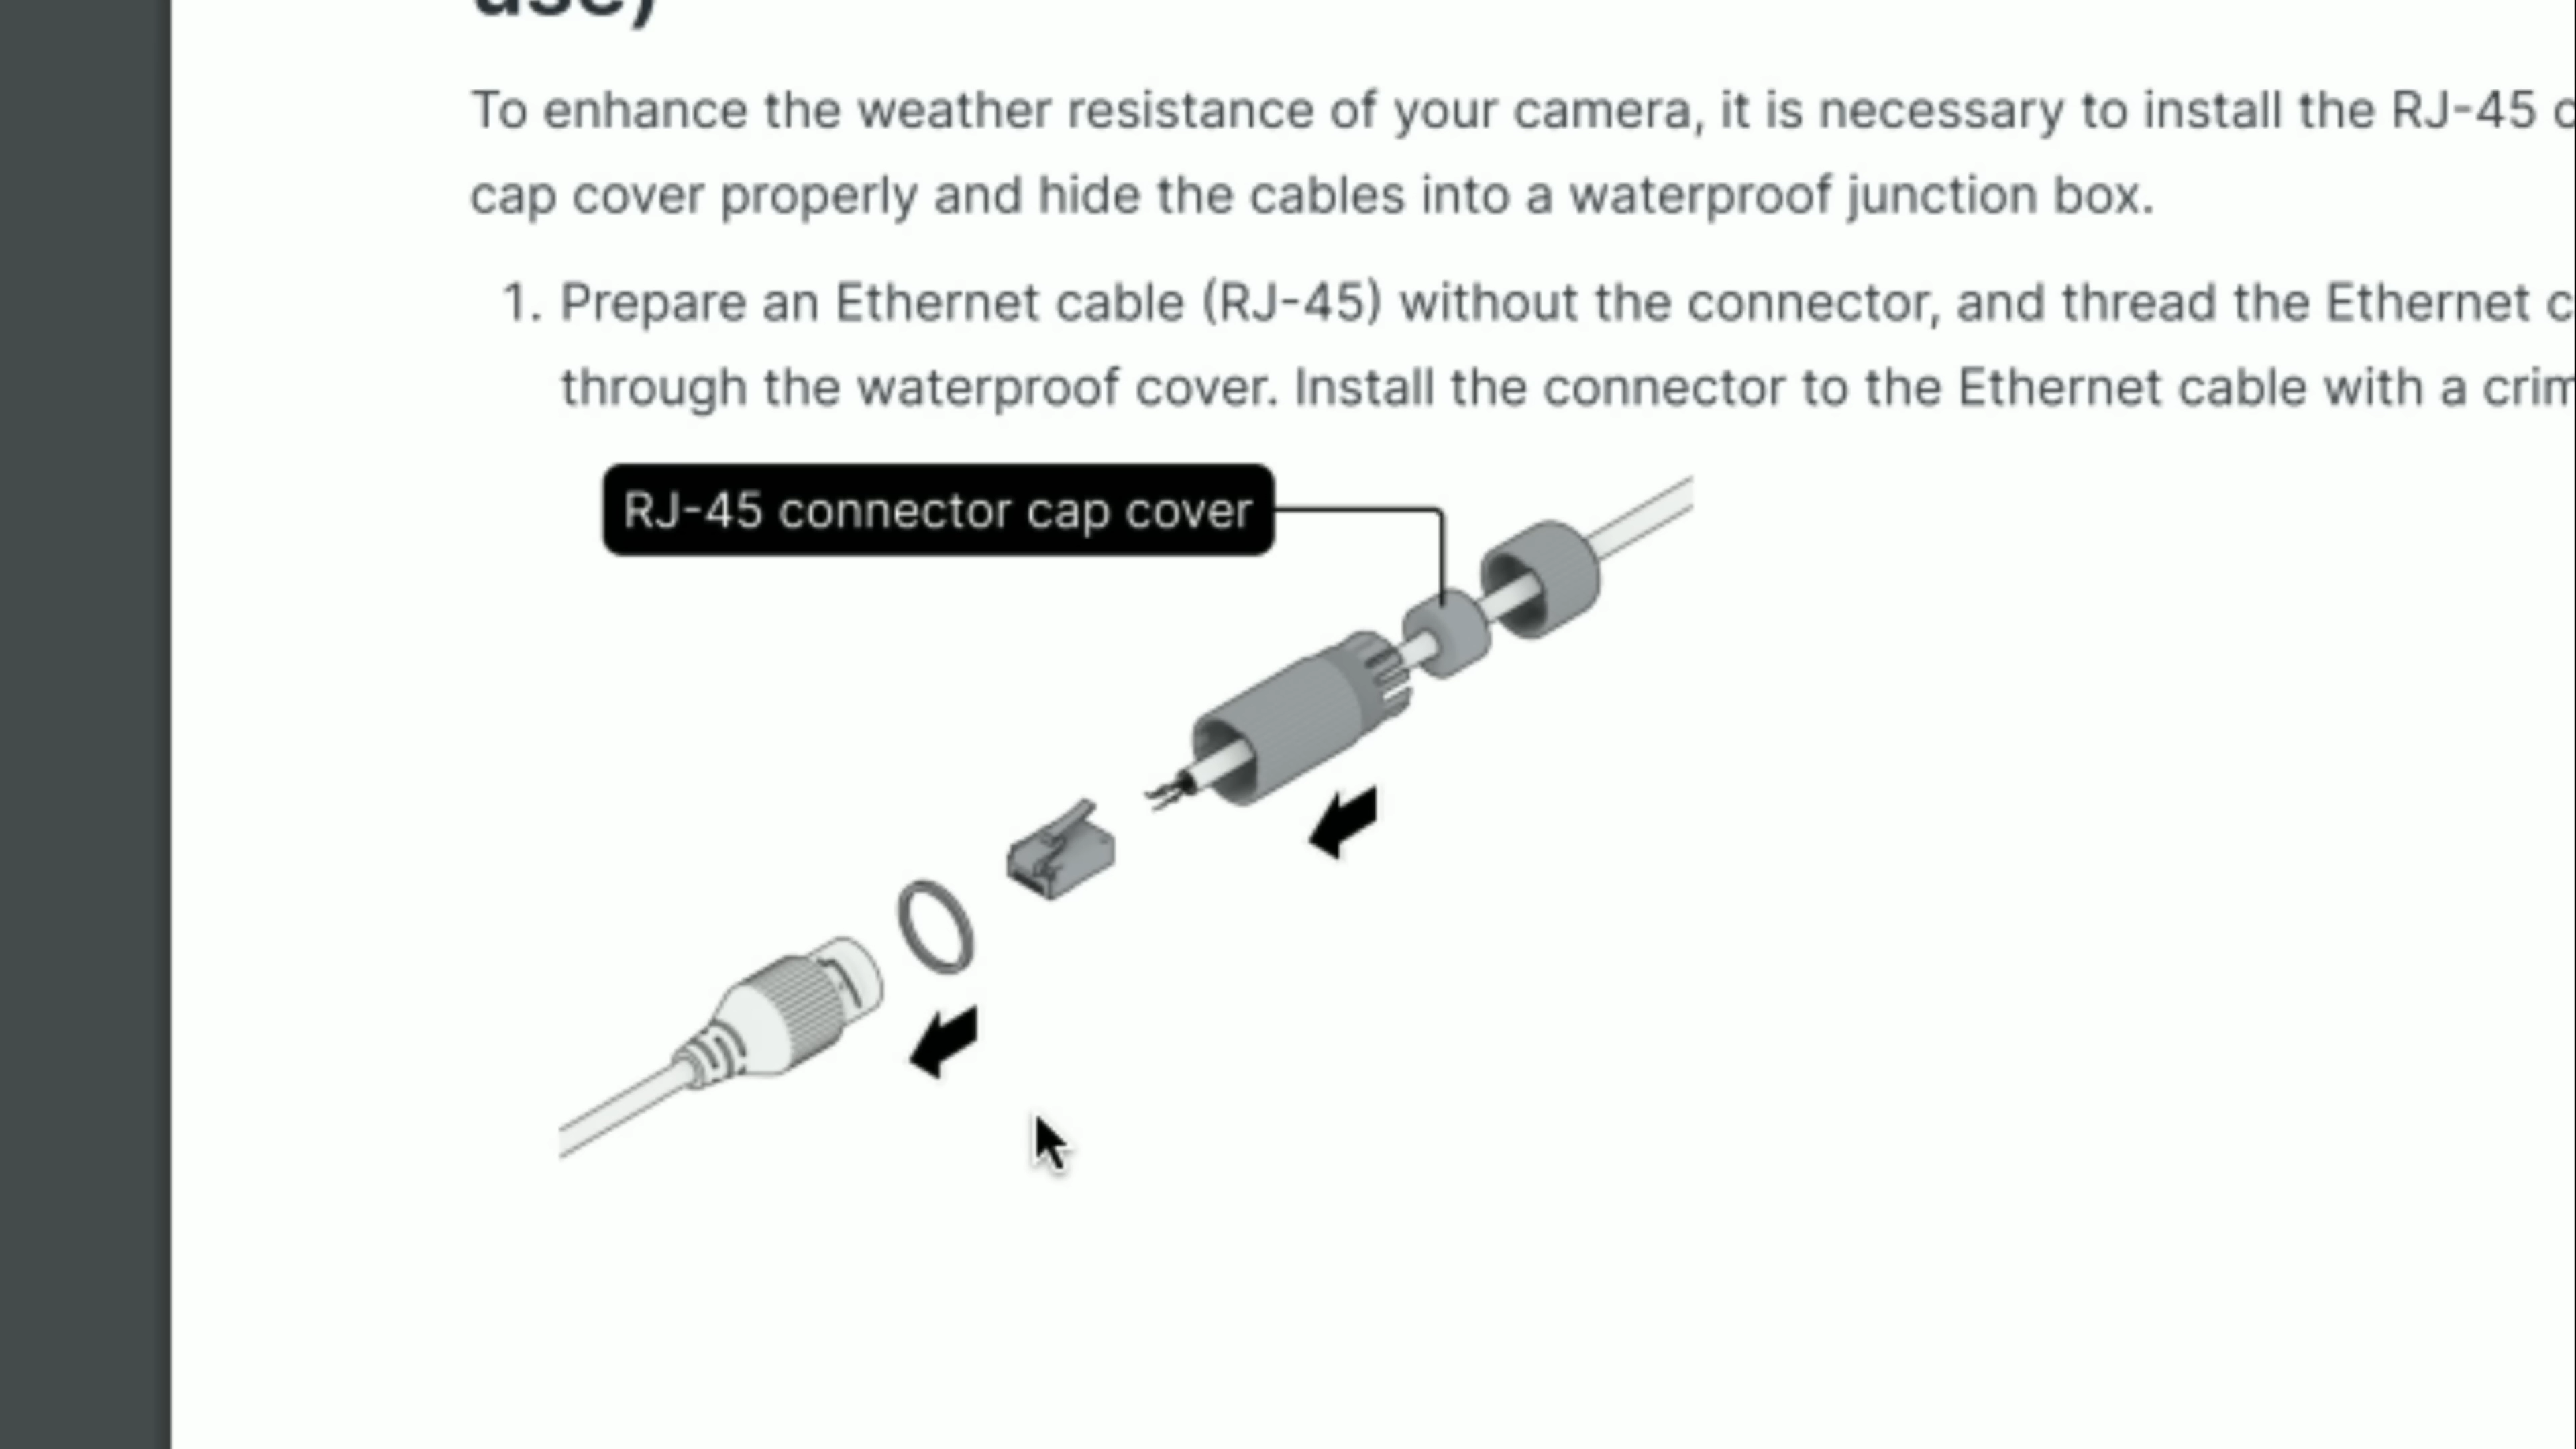 use)
To enhance the weather resistance of your camera, it is necessary to install the RJ-45
cap cover properly and hide the cables into a waterproof junction box.
1. Prepare an Ethernet cable (RJ-45) without the connector, and thread the Ethernet
through the waterproof cover. Install the connector to the Ethernet cable with a
RJ-45 connector cap cover